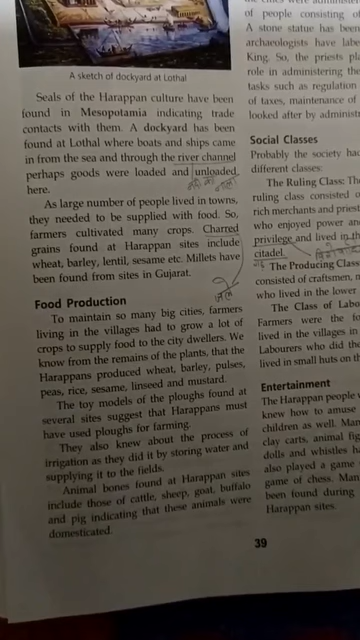 A sketch of dockyard at Lothal
Seals of the Harappan culture have been
found in Mesopotamia indicating trade
contacts with them. A dockyard has been
found at Lothal where boats and ships came
in from the sea and through the river channel
perhaps goods were loaded and unloaded
here.
As large number of people lived in towns,
they needed to be supplied with food. So,
farmers cultivated many crops. Charred
grains found at Harappan sites include
wheat, barley, lentil, sesame etc. Millets have
been found from sites in Gujarat.
Food Production
To maintain so many big cities, farmers
living in the villages had to grow a lot of
crops to supply food to the city dwellers. We
know from the remains of the plants, that the
Harappans produced wheat, barley, pulses,
peas, rice, sesame, linseed and mustard.
The toy models of the ploughs found at
several sites suggest that Harappans must
have used ploughs for farming.
They also knew about the process of
irrigation as they did it by storing water and
supplying it to the fields.
Animal bones found at Harappan sites
include those of cattle, sheep, goat, buffalo
and pig indicating that these animals were
domesticated.
of people consisting
A stone statue has been
archaeologists have labe
King. So, the priests pla
role in administering the
tasks such as regulation
of taxes, maintenance of
looked after by administ
Social Classes
Probably the society had
different classes:
The Ruling Class: The
ruling class consisted o
rich merchants and priest
who enjoyed power and
privilege and lived in th
citadel.
The Producing Class
consisted of craftsmen, m
who lived in the lower
The Class of Labo
Farmers were the fo
lived in the villages in
Labourers who did the
lived in small huts on th
Entertainment
The Harappan people
knew how to amuse
children as well. Man
clay carts, animal fig
dolls and whistles ha
also played a game
game of chess. Man
been found during
Harappan sites.
39